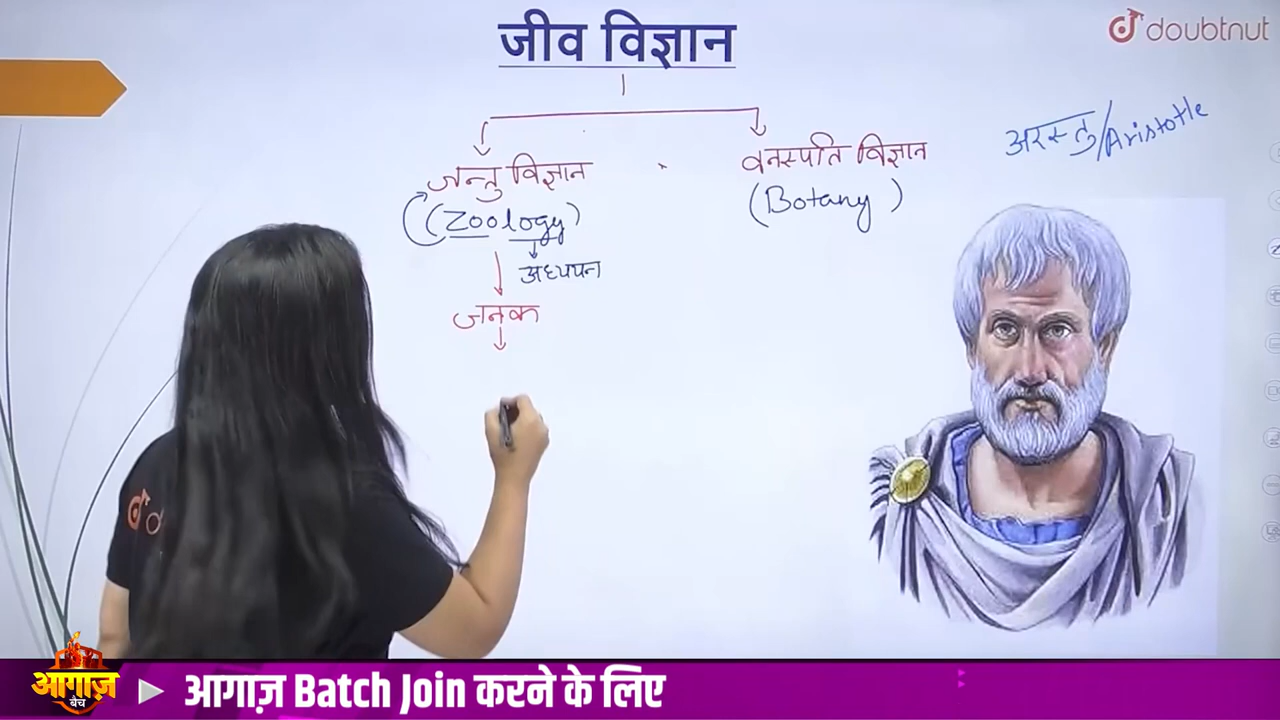 जीव विज्ञान
doubtnut
अरस्तु/Aristotle
जन्तु विज्ञान
वनस्पति विज्ञान
(Zoology)
(Botany)
अध्ययन
जनक
आगाज़
बैच
आगाज़ Batch Join करने के लिए